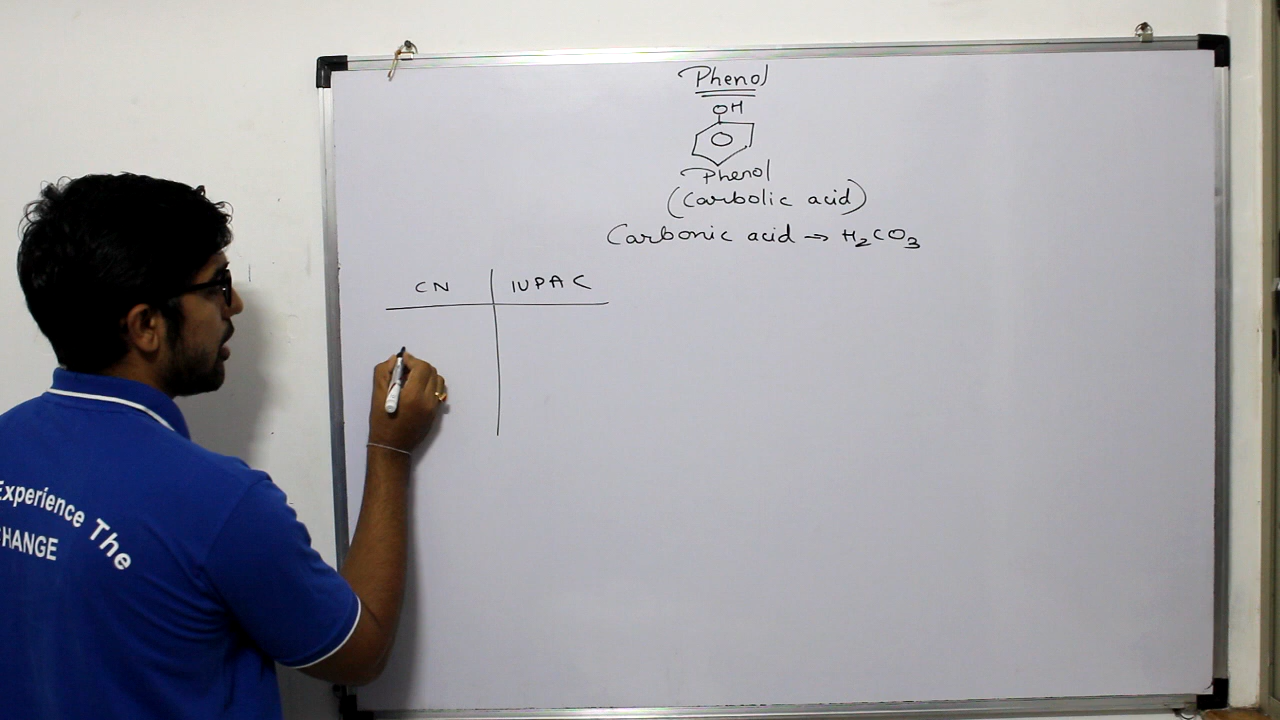 Phenol
OH
Phenol
(Carbolic acid)
Carbonic acid → H₂CO₃
CN IUPAC
Experience The
CHANGE